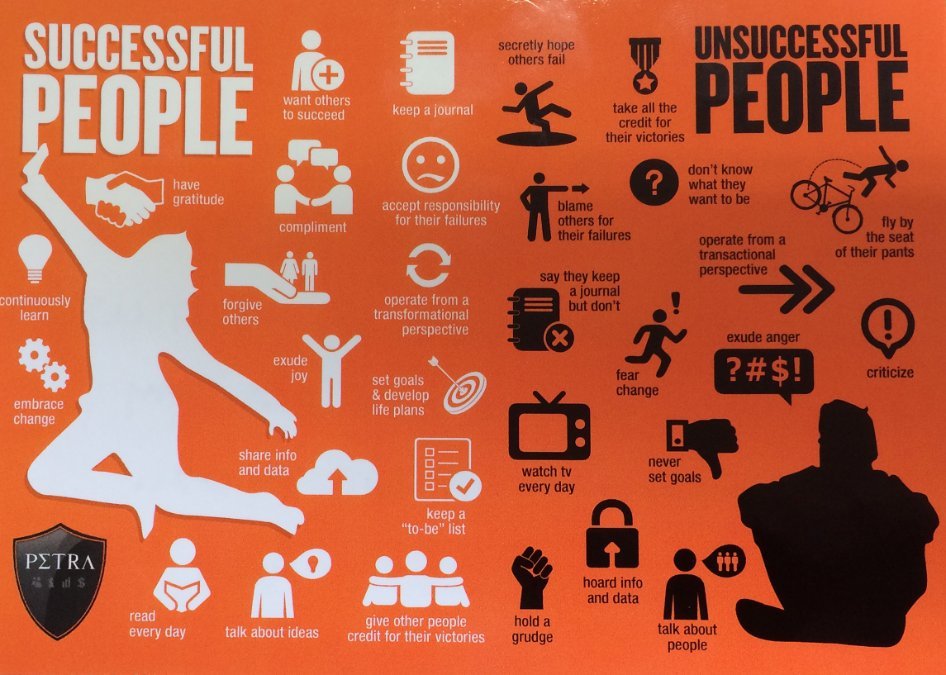 SUCCESSFUL
PEOPLE
want others
to succeed
keep a journal
have
gratitude
compliment
accept responsibility
for their failures
continuously
learn
forgive
others
operate from a
transformational
perspective
embrace
change
exude
joy
set goals
& develop
life plans
share info
and data
keep a
"to-be" list
PΣTRΛ
read
every day
talk about ideas
give other people
credit for their victories
UNSUCCESSFUL
PEOPLE
secretly hope
others fail
take all the
credit for
their victories
blame
others for
their failures
?
don't know
what they
want to be
fly by
the seat
of their pants
say they keep
a journal
but don't
operate from a
transactional
perspective
!
fear
change
exude anger
?#$!
!
criticize
watch tv
every day
never
set goals
hold a
grudge
hoard info
and data
talk about
people